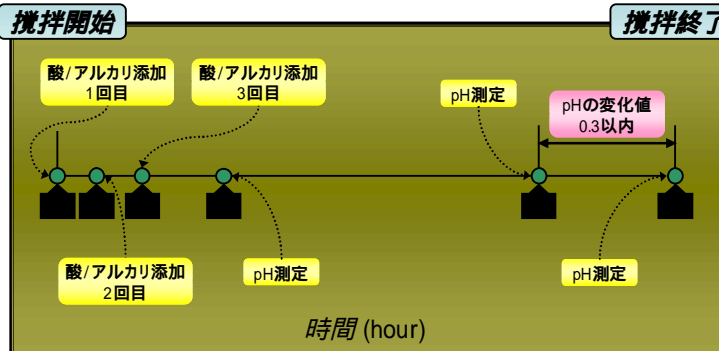 攪拌開始
攪拌終了
酸/アルカリ添加
1回目
酸/アルカリ添加
3回目
pH測定
pHの変化値
0.3以内
酸/アルカリ添加
2回目
pH測定
pH測定
時間 (hour)